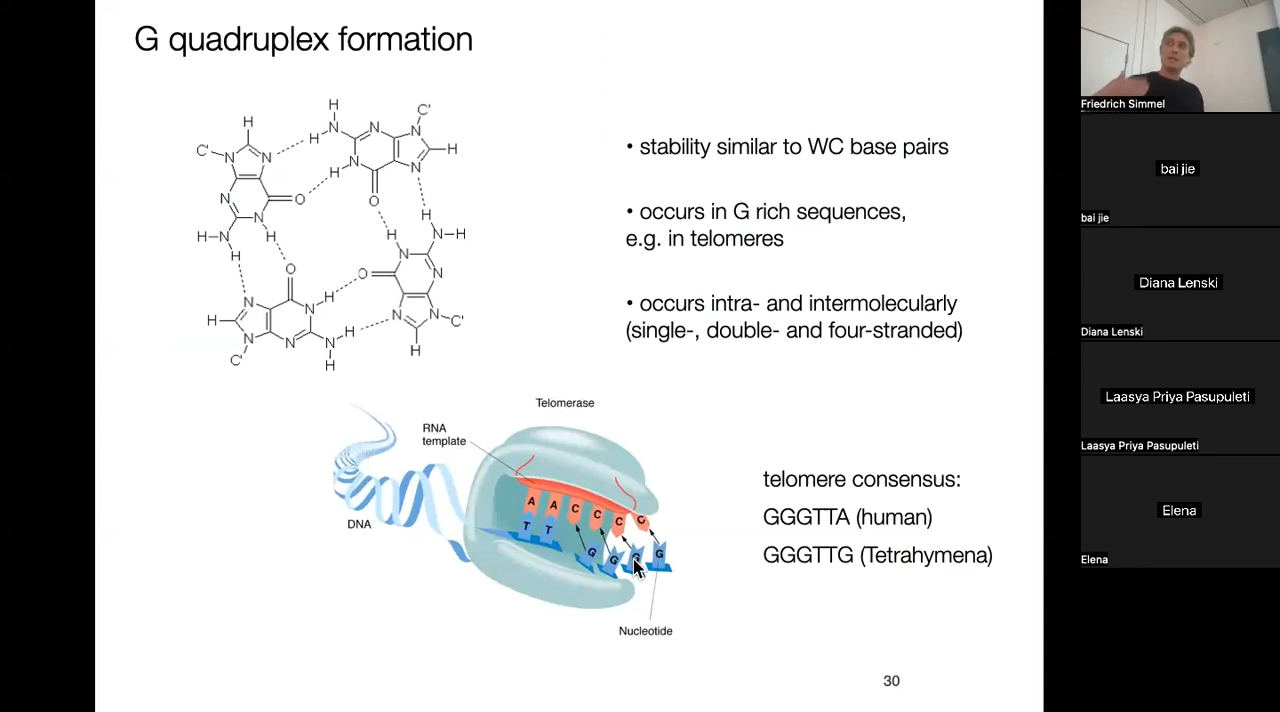 G quadruplex formation
• stability similar to WC base pairs
• occurs in G rich sequences,
e.g. in telomeres
• occurs intra- and intermolecularly
(single-, double- and four-stranded)
H
C'
H
H
N
N
N
C'
N
N
H
H
N
N
H
N
O
O
H
N
N
H
H
N
H
H
N
H
N
H
O
O
N
N
N
H
H
N
H
N
N
C'
N
N
H
C'
H
H
Telomerase
RNA
template
A A C C C C
T T
G G G G
DNA
Nucleotide
telomere consensus:
GGGTTA (human)
GGGTTG (Tetrahymena)
30
Friedrich Simmel
bai jie
bai jie
Diana Lenski
Diana Lenski
Laasya Priya Pasupuleti
Laasya Priya Pasupuleti
Elena
Elena